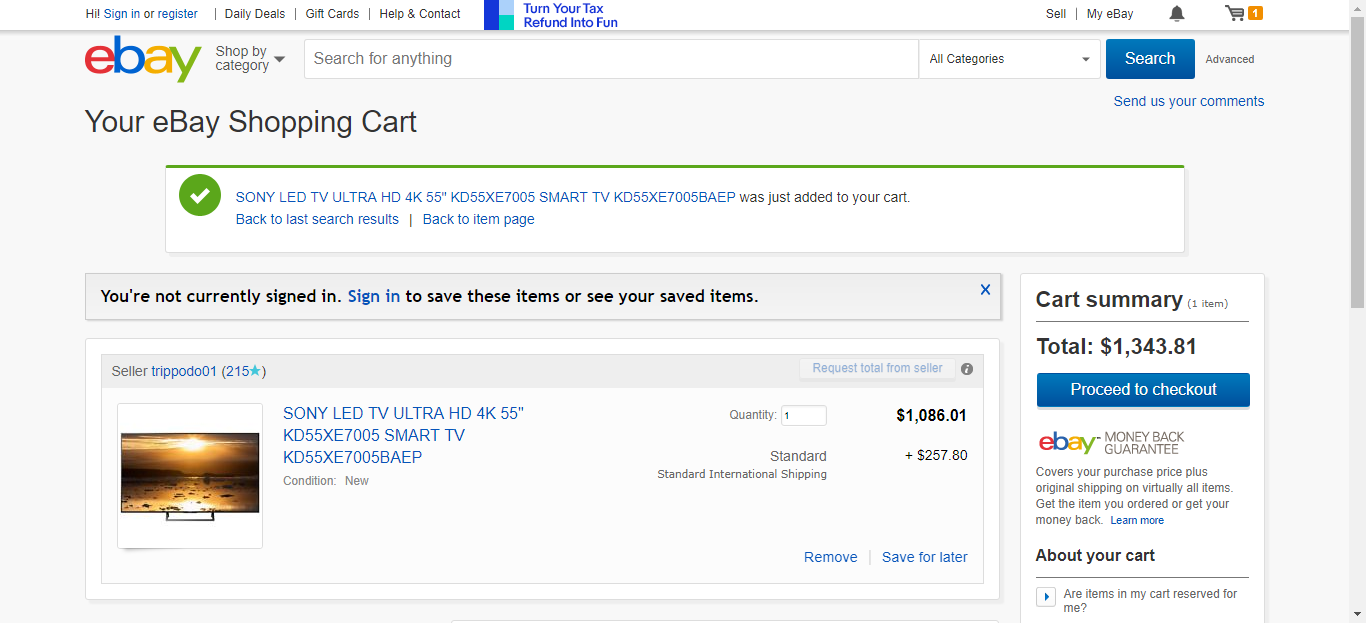 Hi! Sign in or register | Daily Deals | Gift Cards | Help & Contact
Turn Your Tax
Refund Into Fun
Sell | My eBay
1
ebay
Shop by
category
Search for anything
All Categories
Search
Advanced
Send us your comments
Your eBay Shopping Cart
SONY LED TV ULTRA HD 4K 55" KD55XE7005 SMART TV KD55XE7005BAEP was just added to your cart.
Back to last search results | Back to item page
You're not currently signed in. Sign in to save these items or see your saved items.
X
Seller trippodo01 (215★)
Request total from seller
SONY LED TV ULTRA HD 4K 55"
KD55XE7005 SMART TV
KD55XE7005BAEP
Condition: New
Quantity: 1
$1,086.01
Standard
+ $257.80
Standard International Shipping
Remove | Save for later
Cart summary (1 item)
Total: $1,343.81
Proceed to checkout
ebay MONEY BACK
GUARANTEE
Covers your purchase price plus
original shipping on virtually all items.
Get the item you ordered or get your
money back. Learn more
About your cart
Are items in my cart reserved for
me?